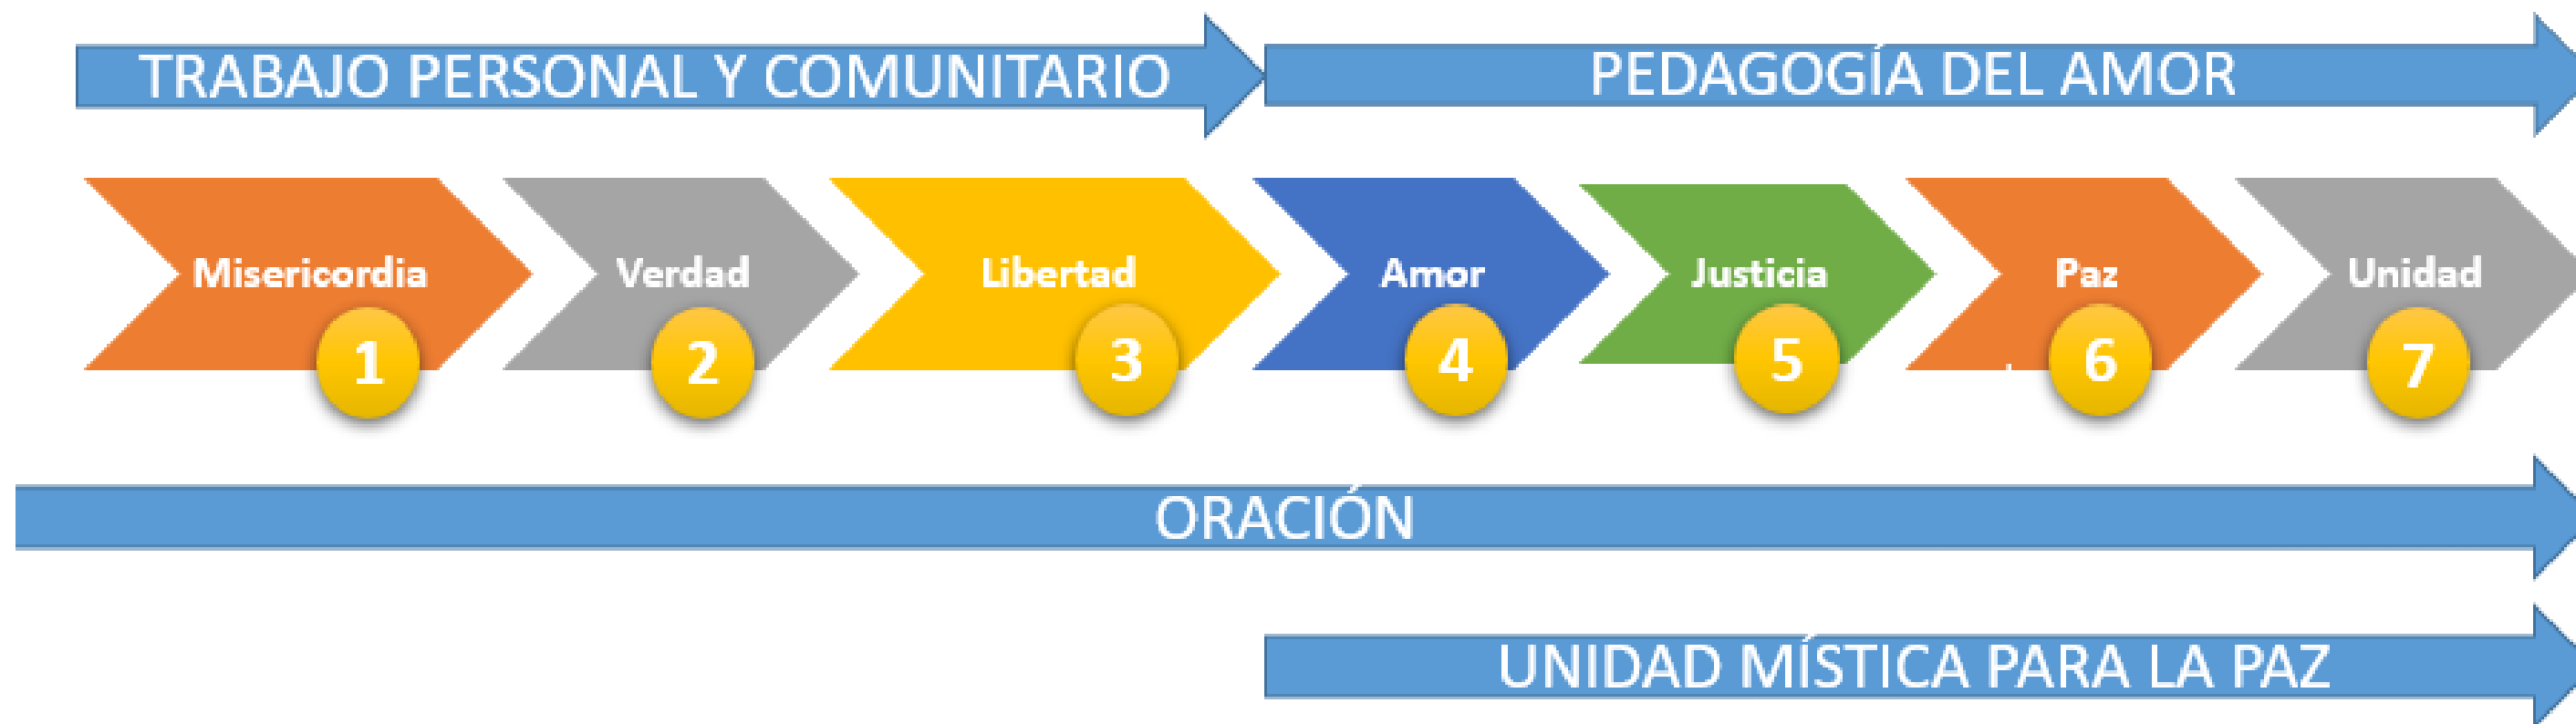 TRABAJO PERSONAL Y COMUNITARIO
PEDAGOGÍA DEL AMOR
Misericordia
1
Verdad
2
Libertad
3
Amor
4
Justicia
5
Paz
6
Unidad
7
ORACIÓN
UNIDAD MÍSTICA PARA LA PAZ